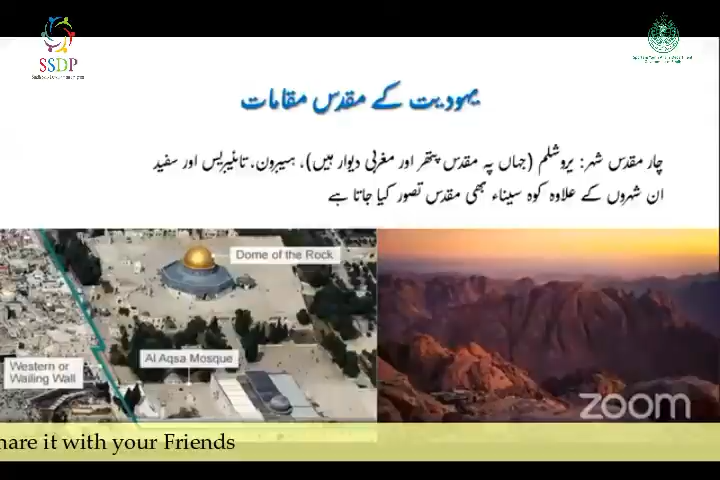 SSDP
یہودیت کے مقدس مقامات
چار مقدس شہر: یروشلم (جہاں پہ مقدس پتھر اور مغربی دیوار ہیں)، ہیبرون، تائبیریس اور سفید
ان شہروں کے علاوہ کوہ سیناء بھی مقدس تصور کیا جاتا ہے
Dome of the Rock
Al Aqsa Mosque
Western or
Wailing Wall
zoom
hare it with your Friends